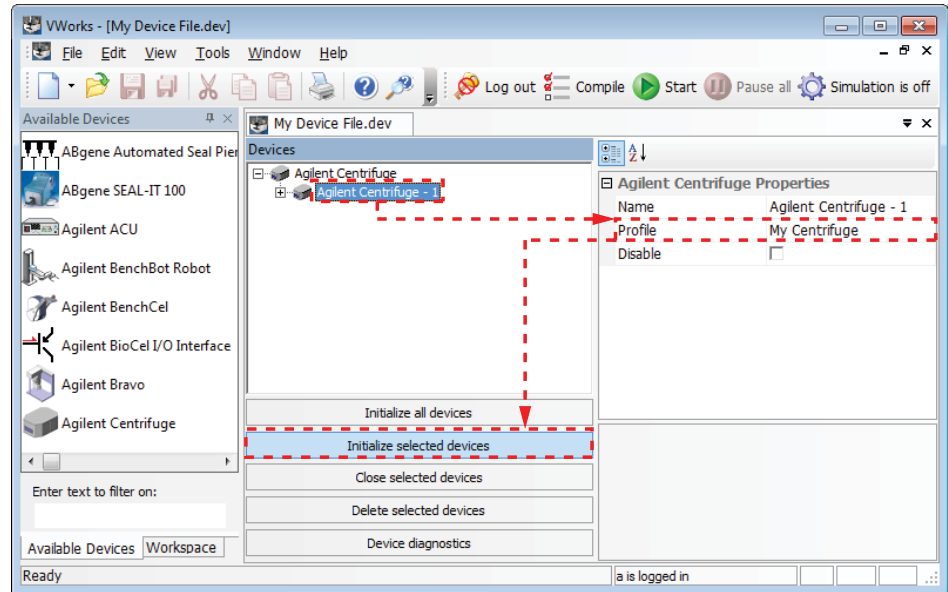 VWorks - [My Device File.dev]
File Edit View Tools Window Help
Log out Compile Start Pause all Simulation is off
Available Devices
ABgene Automated Seal Pier
ABgene SEAL-IT 100
Agilent ACU
Agilent BenchBot Robot
Agilent BenchCel
Agilent BioCel I/O Interface
Agilent Bravo
Agilent Centrifuge
Enter text to filter on:
Available Devices Workspace
My Device File.dev
Devices
Agilent Centrifuge
Agilent Centrifuge - 1
Initialize all devices
Initialize selected devices
Close selected devices
Delete selected devices
Device diagnostics
Agilent Centrifuge Properties
Name Agilent Centrifuge - 1
Profile My Centrifuge
Disable
Ready a is logged in